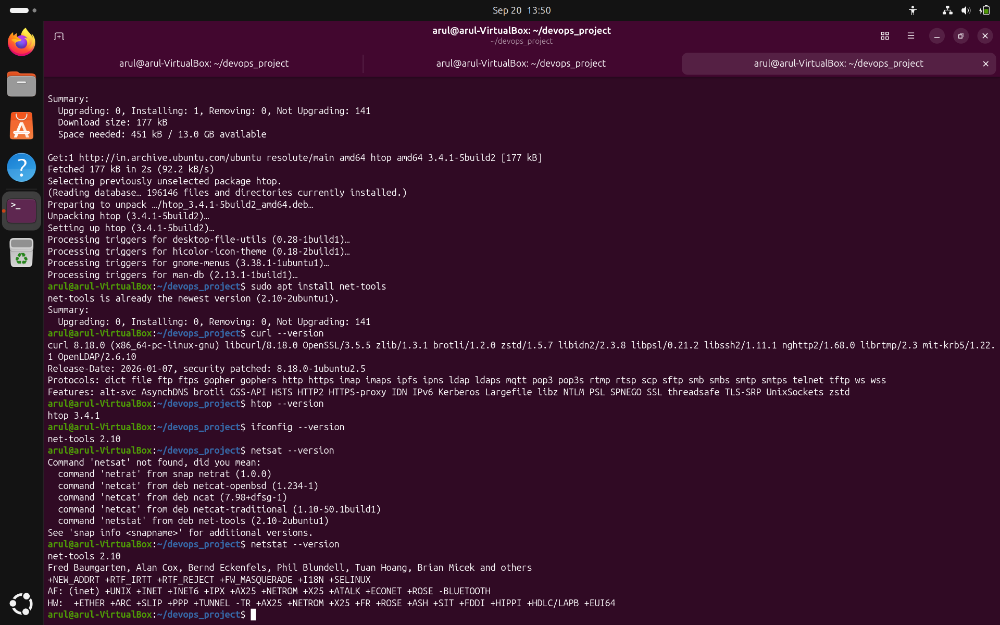 Sep 20 13:50
arul@arul-VirtualBox: ~/devops_project
~/devops_project
arul@arul-VirtualBox: ~/devops_project
arul@arul-VirtualBox: ~/devops_project
arul@arul-VirtualBox: ~/devops_project
Summary:
  Upgrading: 0, Installing: 1, Removing: 0, Not Upgrading: 141
  Download size: 177 kB
  Space needed: 451 kB / 13.0 GB available
Get:1 http://in.archive.ubuntu.com/ubuntu resolute/main amd64 htop amd64 3.4.1-5build2 [177 kB]
Fetched 177 kB in 2s (92.2 kB/s)
Selecting previously unselected package htop.
(Reading database… 196146 files and directories currently installed.)
Preparing to unpack …/htop_3.4.1-5build2_amd64.deb…
Unpacking htop (3.4.1-5build2)…
Setting up htop (3.4.1-5build2)…
Processing triggers for desktop-file-utils (0.28-1build1)…
Processing triggers for hicolor-icon-theme (0.18-2build1)…
Processing triggers for gnome-menus (3.38.1-1ubuntu1)…
Processing triggers for man-db (2.13.1-1build1)…
arul@arul-VirtualBox:~/devops_project$ sudo apt install net-tools
net-tools is already the newest version (2.10-2ubuntu1).
Summary:
  Upgrading: 0, Installing: 0, Removing: 0, Not Upgrading: 141
arul@arul-VirtualBox:~/devops_project$ curl --version
curl 8.18.0 (x86_64-pc-linux-gnu) libcurl/8.18.0 OpenSSL/3.5.5 zlib/1.3.1 brotli/1.2.0 zstd/1.5.7 libidn2/2.3.8 libpsl/0.21.2 libssh2/1.11.1 nghttp2/1.68.0 librtmp/2.3 mit-krb5/1.22.
1 OpenLDAP/2.6.10
Release-Date: 2026-01-07, security patched: 8.18.0-1ubuntu2.5
Protocols: dict file ftp ftps gopher gophers http https imap imaps ipfs ipns ldap ldaps mqtt pop3 pop3s rtmp rtsp scp sftp smb smbs smtp smtps telnet tftp ws wss
Features: alt-svc AsynchDNS brotli GSS-API HSTS HTTP2 HTTPS-proxy IDN IPv6 Kerberos Largefile libz NTLM PSL SPNEGO SSL threadsafe TLS-SRP UnixSockets zstd
arul@arul-VirtualBox:~/devops_project$ htop --version
htop 3.4.1
arul@arul-VirtualBox:~/devops_project$ ifconfig --version
net-tools 2.10
arul@arul-VirtualBox:~/devops_project$ netsat --version
Command 'netsat' not found, did you mean:
  command 'netrat' from snap netrat (1.0.0)
  command 'netcat' from deb netcat-openbsd (1.234-1)
  command 'netcat' from deb ncat (7.98+dfsg-1)
  command 'netcat' from deb netcat-traditional (1.10-50.1build1)
  command 'netstat' from deb net-tools (2.10-2ubuntu1)
See 'snap info <snapname>' for additional versions.
arul@arul-VirtualBox:~/devops_project$ netstat --version
net-tools 2.10
Fred Baumgarten, Alan Cox, Bernd Eckenfels, Phil Blundell, Tuan Hoang, Brian Micek and others
+NEW_ADDRT +RTF_IRTT +RTF_REJECT +FW_MASQUERADE +I18N +SELINUX
AF: (inet) +UNIX +INET +INET6 +IPX +AX25 +NETROM +X25 +ATALK +ECONET +ROSE -BLUETOOTH
HW:  +ETHER +ARC +SLIP +PPP +TUNNEL -TR +AX25 +NETROM +X25 +FR +ROSE +ASH +SIT +FDDI +HIPPI +HDLC/LAPB +EUI64
arul@arul-VirtualBox:~/devops_project$